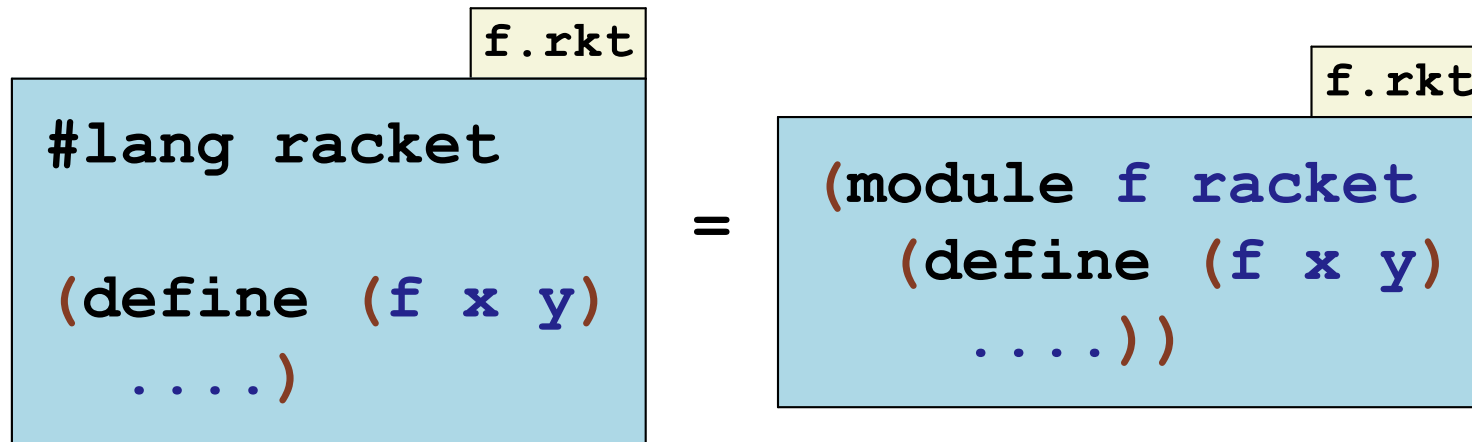 f.rkt
#lang racket
(define (f x y)
....)
=
f.rkt
(module f racket
(define (f x y)
....))